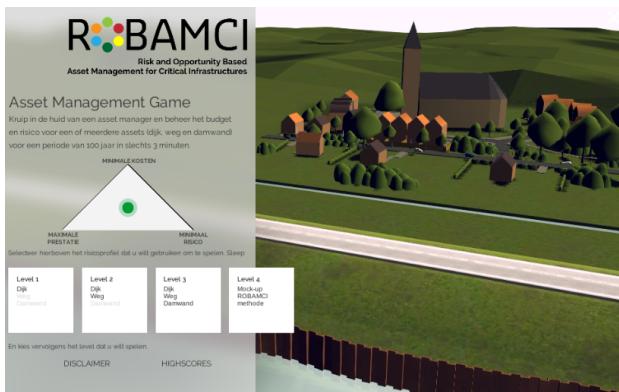 ROBAMCI
Risk and Opportunity Based
Asset Management for Critical Infrastructures
Asset Management Game
Kruip in de huid van een asset manager en beheer het budget
en risico voor een of meerdere assets (dijk, weg en damwand)
voor een periode van 100 jaar in slechts 3 minuten.
MINIMALE KOSTEN
MAXIMALE
PRESTATIE
MINIMAAL
RISICO
Selecteer hierboven het risicoprofiel dat u wilt gebruiken om te spelen. Sleep
Level 1
Dijk
Weg
Damwand
Level 2
Dijk
Weg
Damwand
Level 3
Dijk
Weg
Damwand
Level 4
Mock-up
ROBAMCI
methode
En kies vervolgens het level dat u wilt spelen.
DISCLAIMER
HIGHSCORES